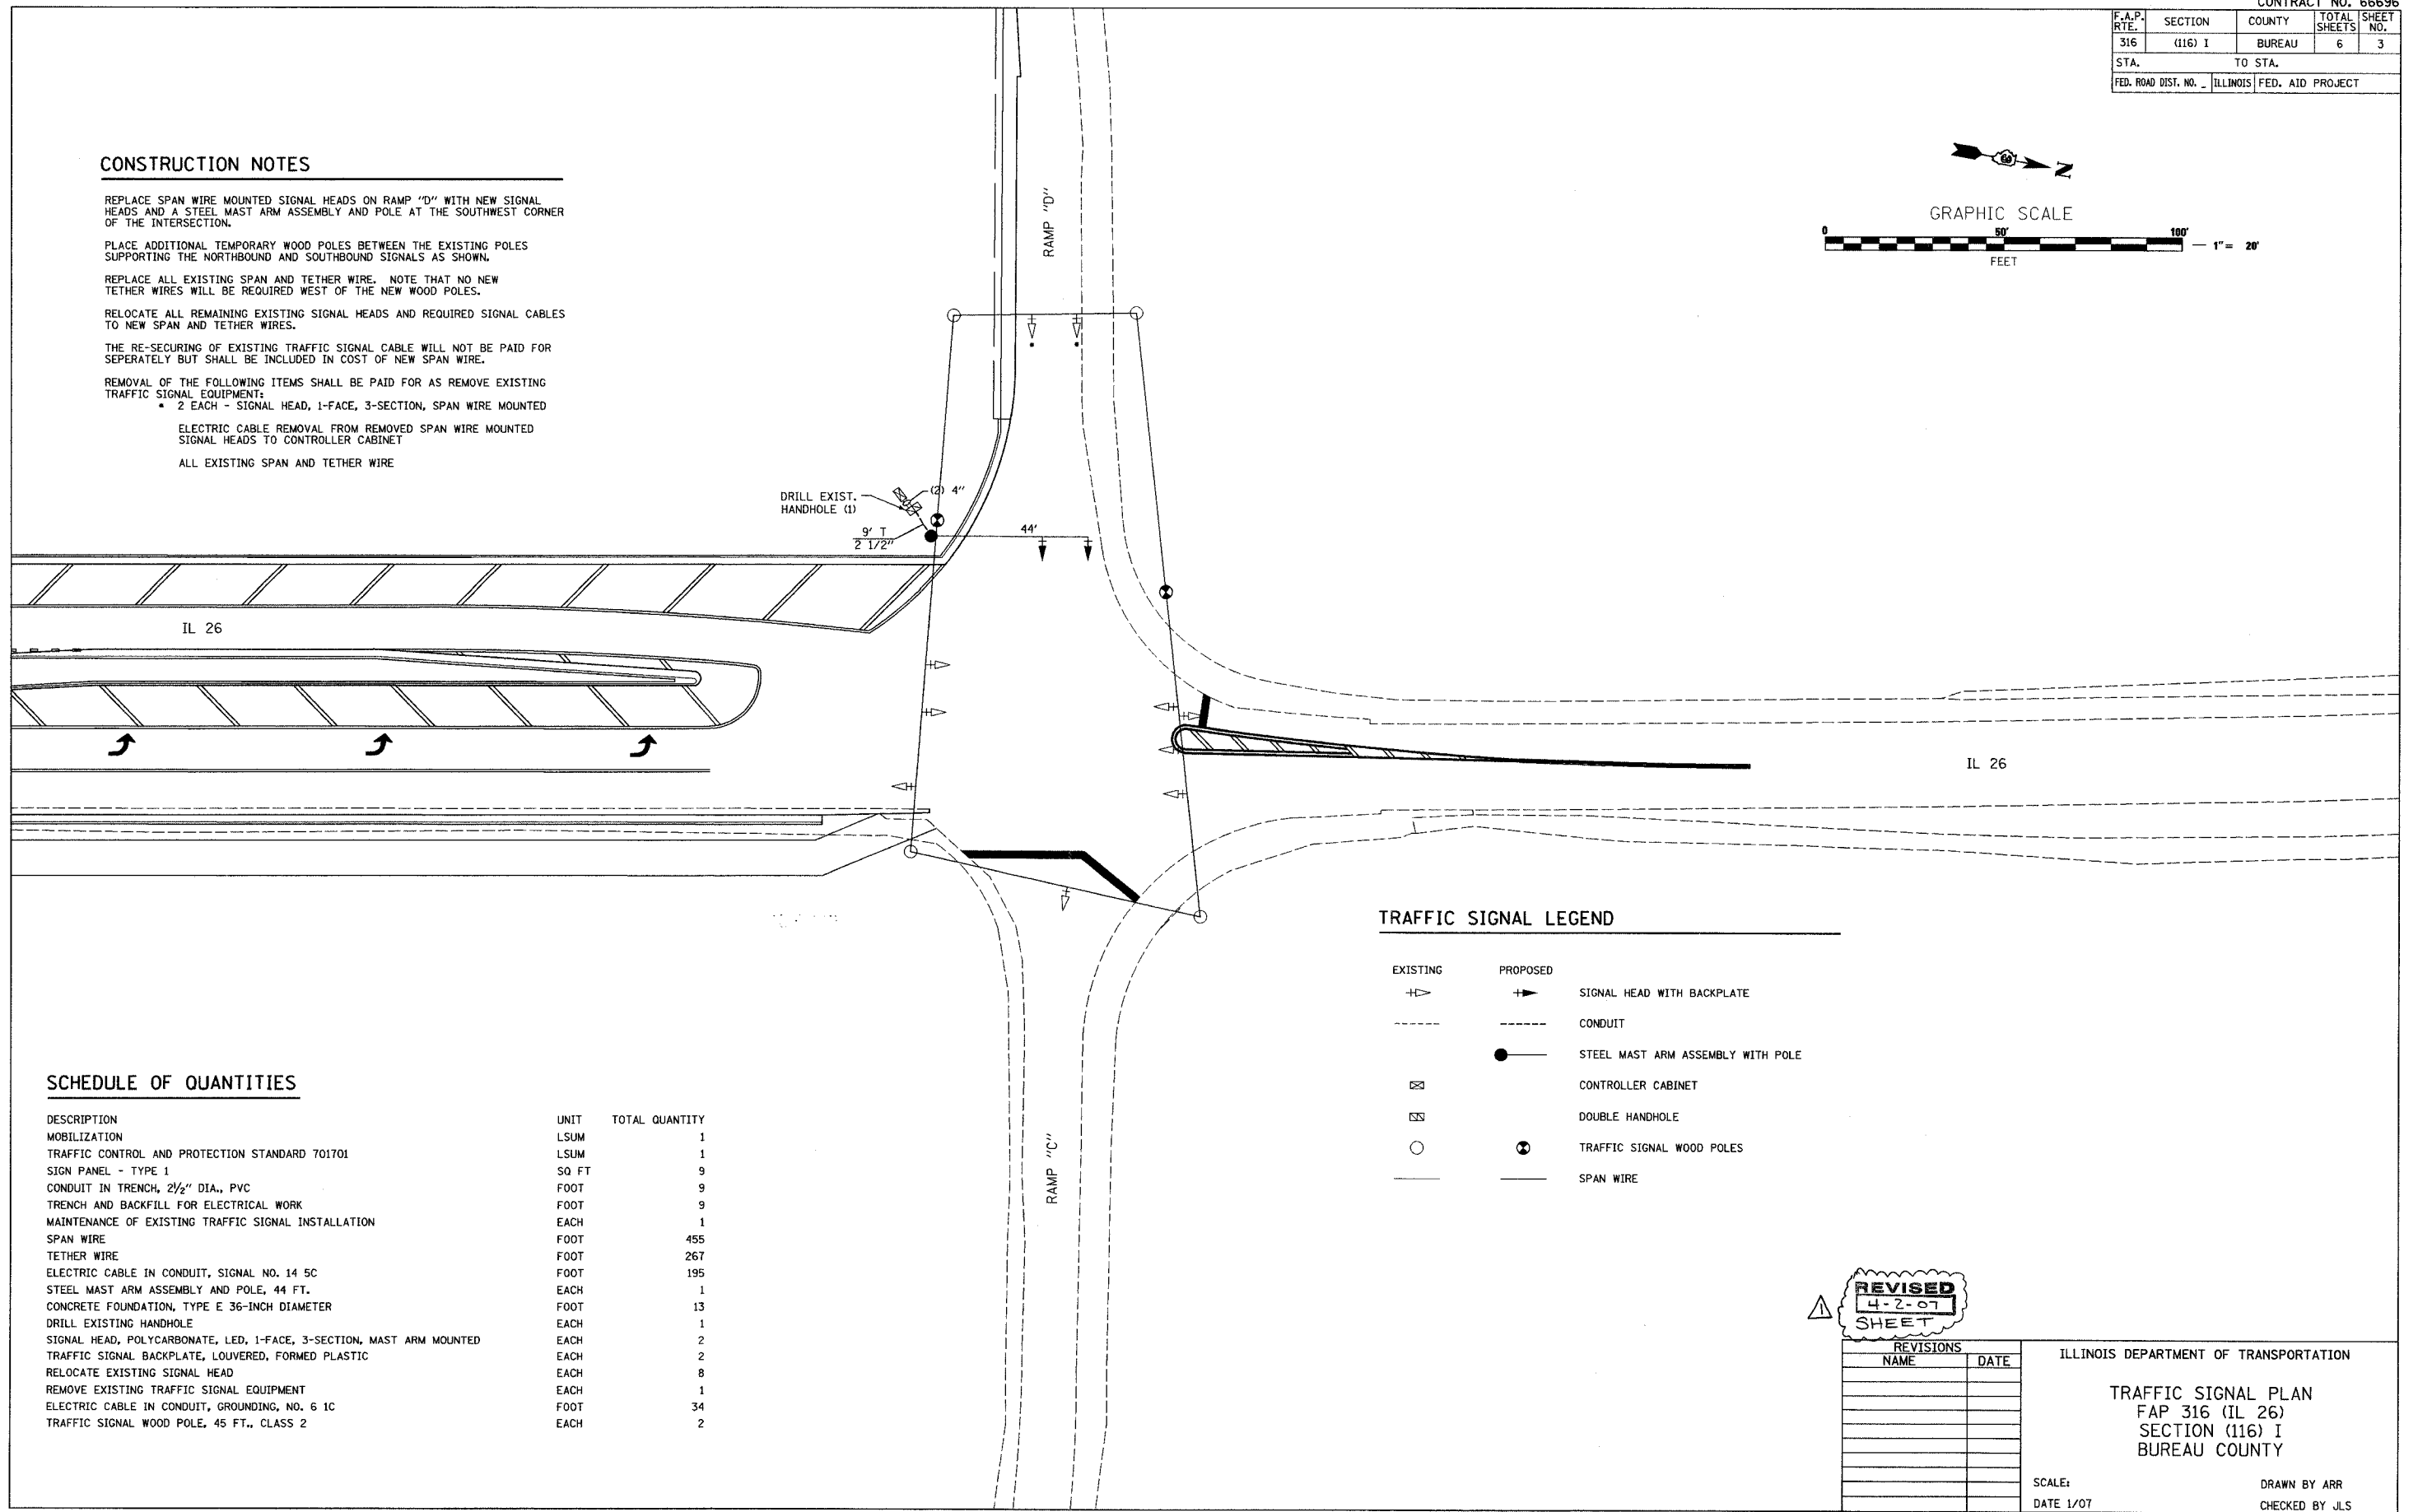 CONTRACT NO. 66696
F.A.P. RTE. SECTION COUNTY TOTAL SHEETS SHEET NO.
316 (116) I BUREAU 6 3
STA. TO STA.
FED. ROAD DIST. NO. _ ILLINOIS FED. AID PROJECT
N
GRAPHIC SCALE
0 50' 100'
1"= 20'
FEET
CONSTRUCTION NOTES
REPLACE SPAN WIRE MOUNTED SIGNAL HEADS ON RAMP "D" WITH NEW SIGNAL
HEADS AND A STEEL MAST ARM ASSEMBLY AND POLE AT THE SOUTHWEST CORNER
OF THE INTERSECTION.
PLACE ADDITIONAL TEMPORARY WOOD POLES BETWEEN THE EXISTING POLES
SUPPORTING THE NORTHBOUND AND SOUTHBOUND SIGNALS AS SHOWN.
REPLACE ALL EXISTING SPAN AND TETHER WIRE. NOTE THAT NO NEW
TETHER WIRES WILL BE REQUIRED WEST OF THE NEW WOOD POLES.
RELOCATE ALL REMAINING EXISTING SIGNAL HEADS AND REQUIRED SIGNAL CABLES
TO NEW SPAN AND TETHER WIRES.
THE RE-SECURING OF EXISTING TRAFFIC SIGNAL CABLE WILL NOT BE PAID FOR
SEPERATELY BUT SHALL BE INCLUDED IN COST OF NEW SPAN WIRE.
REMOVAL OF THE FOLLOWING ITEMS SHALL BE PAID FOR AS REMOVE EXISTING
TRAFFIC SIGNAL EQUIPMENT:
• 2 EACH - SIGNAL HEAD, 1-FACE, 3-SECTION, SPAN WIRE MOUNTED
ELECTRIC CABLE REMOVAL FROM REMOVED SPAN WIRE MOUNTED
SIGNAL HEADS TO CONTROLLER CABINET
ALL EXISTING SPAN AND TETHER WIRE
RAMP "D"
DRILL EXIST.
HANDHOLE (1)
(2) 4"
9' T
2 1/2"
44'
IL 26
IL 26
RAMP "C"
TRAFFIC SIGNAL LEGEND
EXISTING PROPOSED
SIGNAL HEAD WITH BACKPLATE
CONDUIT
STEEL MAST ARM ASSEMBLY WITH POLE
CONTROLLER CABINET
DOUBLE HANDHOLE
TRAFFIC SIGNAL WOOD POLES
SPAN WIRE
SCHEDULE OF QUANTITIES
DESCRIPTION UNIT TOTAL QUANTITY
MOBILIZATION LSUM 1
TRAFFIC CONTROL AND PROTECTION STANDARD 701701 LSUM 1
SIGN PANEL - TYPE 1 SQ FT 9
CONDUIT IN TRENCH, 2½" DIA., PVC FOOT 9
TRENCH AND BACKFILL FOR ELECTRICAL WORK FOOT 9
MAINTENANCE OF EXISTING TRAFFIC SIGNAL INSTALLATION EACH 1
SPAN WIRE FOOT 455
TETHER WIRE FOOT 267
ELECTRIC CABLE IN CONDUIT, SIGNAL NO. 14 5C FOOT 195
STEEL MAST ARM ASSEMBLY AND POLE, 44 FT. EACH 1
CONCRETE FOUNDATION, TYPE E 36-INCH DIAMETER FOOT 13
DRILL EXISTING HANDHOLE EACH 1
SIGNAL HEAD, POLYCARBONATE, LED, 1-FACE, 3-SECTION, MAST ARM MOUNTED EACH 2
TRAFFIC SIGNAL BACKPLATE, LOUVERED, FORMED PLASTIC EACH 2
RELOCATE EXISTING SIGNAL HEAD EACH 8
REMOVE EXISTING TRAFFIC SIGNAL EQUIPMENT EACH 1
ELECTRIC CABLE IN CONDUIT, GROUNDING, NO. 6 1C FOOT 34
TRAFFIC SIGNAL WOOD POLE, 45 FT., CLASS 2 EACH 2
1
REVISED
4-2-07
SHEET
REVISIONS
NAME DATE
ILLINOIS DEPARTMENT OF TRANSPORTATION
TRAFFIC SIGNAL PLAN
FAP 316 (IL 26)
SECTION (116) I
BUREAU COUNTY
SCALE: DRAWN BY ARR
DATE 1/07 CHECKED BY JLS